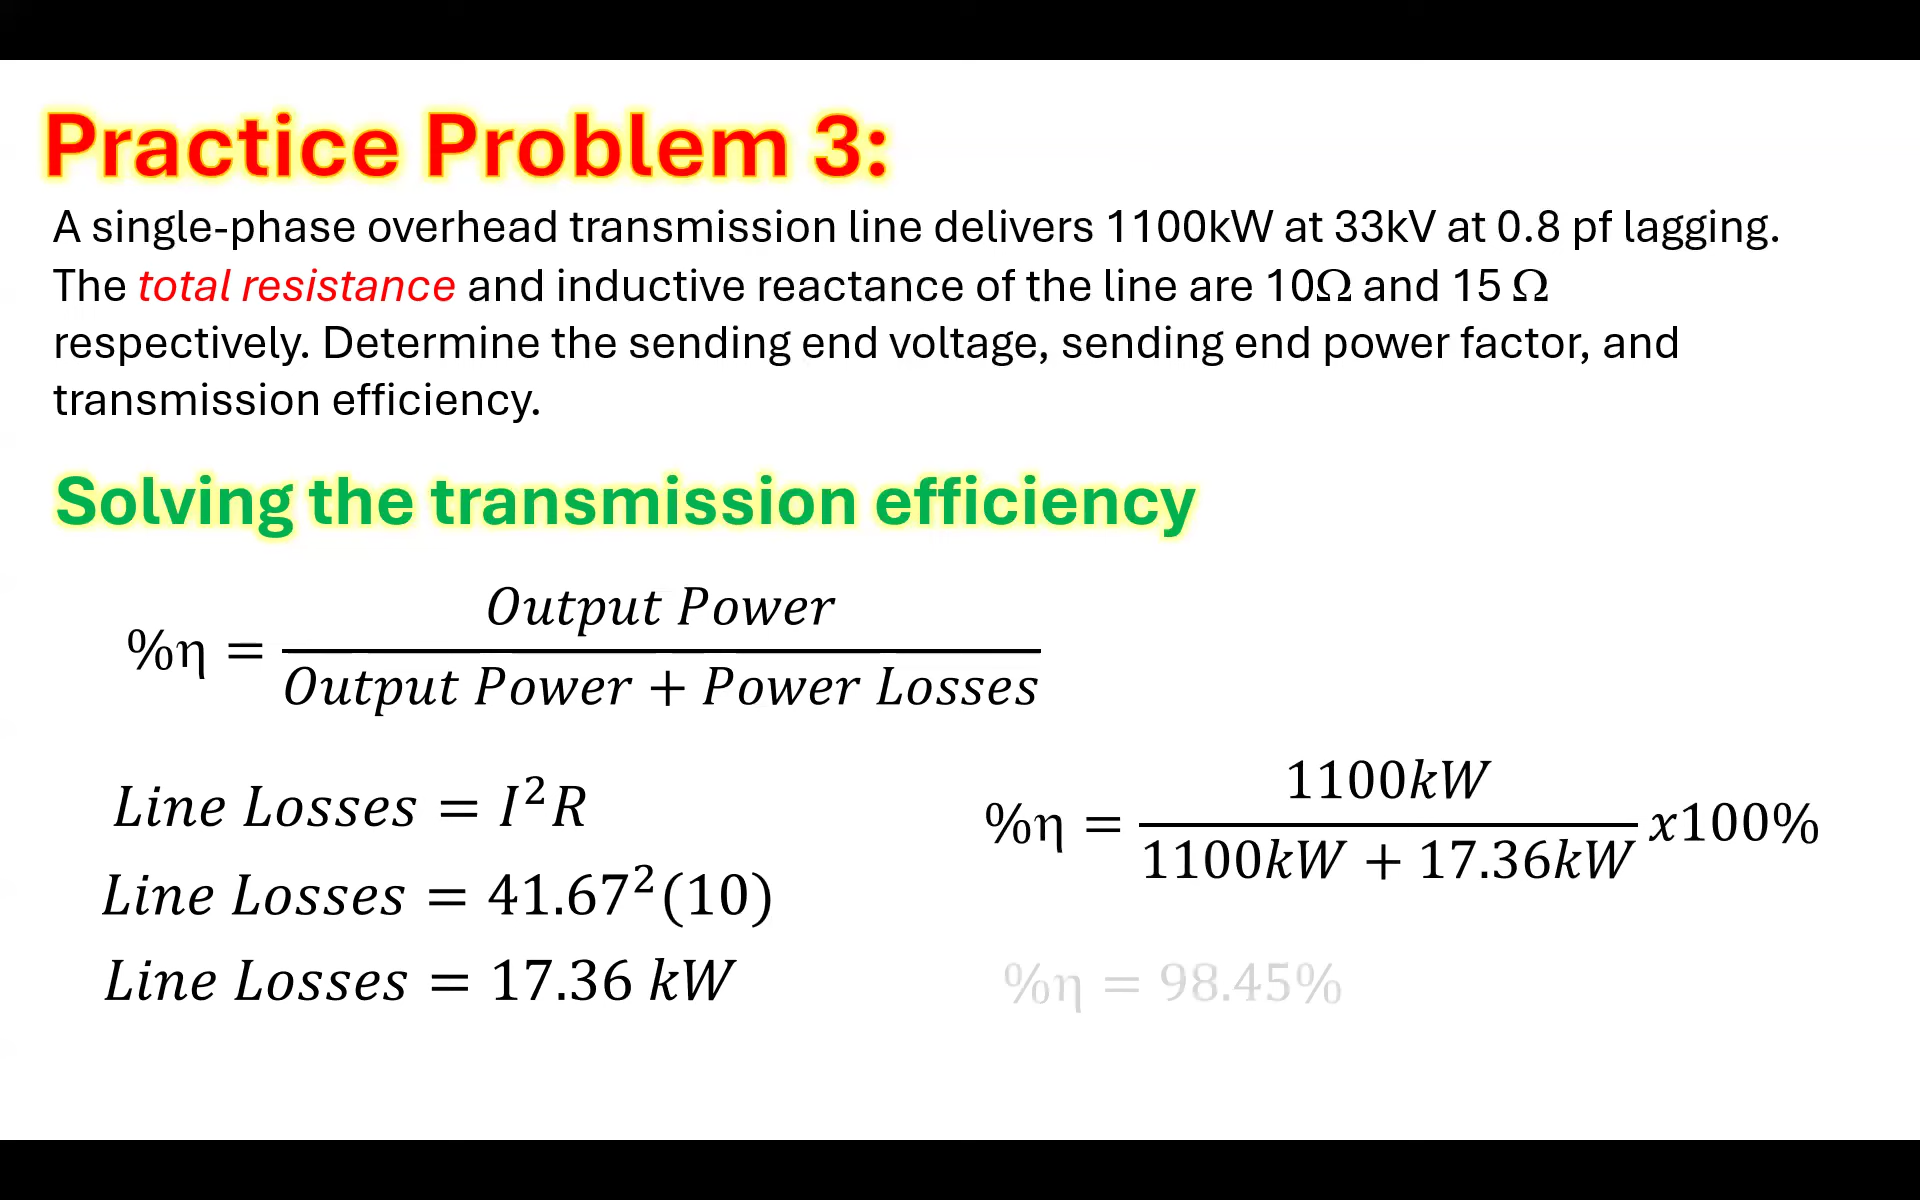 Practice Problem 3:
A single-phase overhead transmission line delivers 1100kW at 33kV at 0.8 pf lagging.
The total resistance and inductive reactance of the line are 10Ω and 15 Ω
respectively. Determine the sending end voltage, sending end power factor, and
transmission efficiency.
Solving the transmission efficiency
%η = Output Power / Output Power + Power Losses
Line Losses = I²R
Line Losses = 41.67²(10)
Line Losses = 17.36 kW
%η = 1100kW / 1100kW + 17.36kW x100%
%η = 98.45%